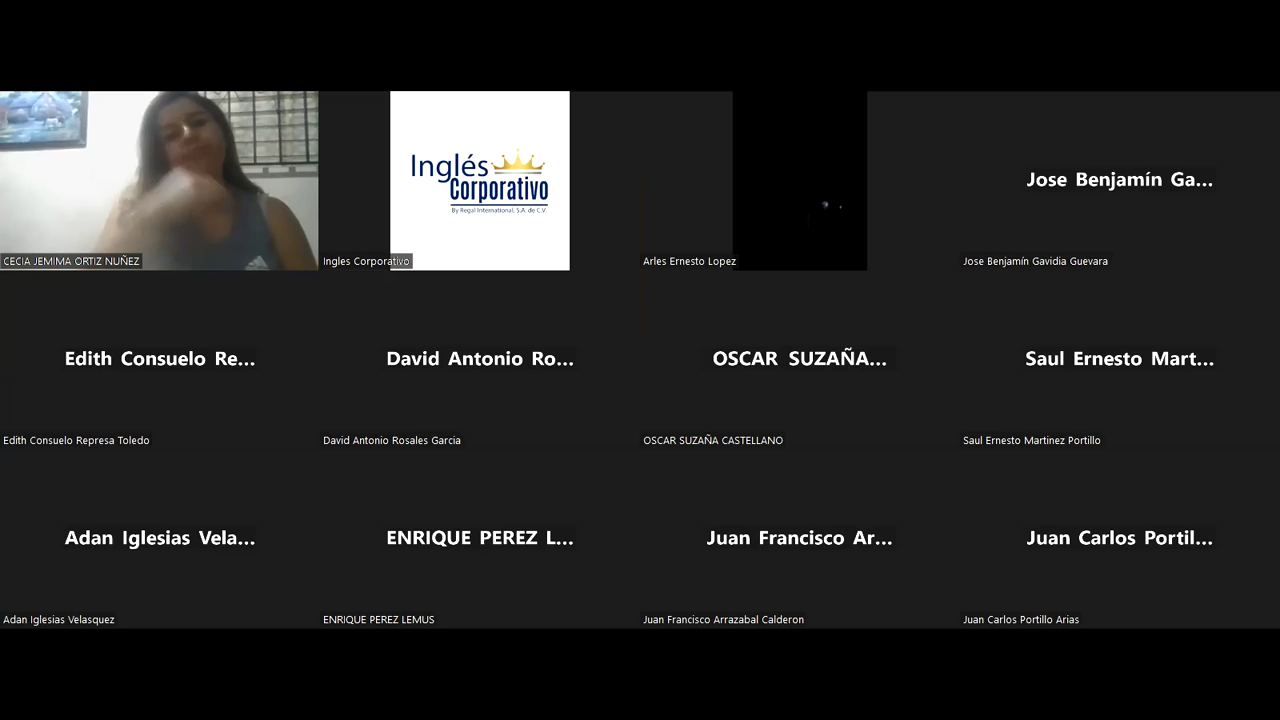 CECIA JEMIMA ORTIZ NUÑEZ
Inglés
Corporativo
By Regal International, S.A. de C.V.
Ingles Corporativo
Arles Ernesto Lopez
Jose Benjamín Ga...
Jose Benjamín Gavidia Guevara
Edith Consuelo Re...
Edith Consuelo Represa Toledo
David Antonio Ro...
David Antonio Rosales Garcia
OSCAR SUZAÑA...
OSCAR SUZAÑA CASTELLANO
Saul Ernesto Mart...
Saul Ernesto Martinez Portillo
Adan Iglesias Vela...
Adan Iglesias Velasquez
ENRIQUE PEREZ L...
ENRIQUE PEREZ LEMUS
Juan Francisco Ar...
Juan Francisco Arrazabal Calderon
Juan Carlos Portil...
Juan Carlos Portillo Arias